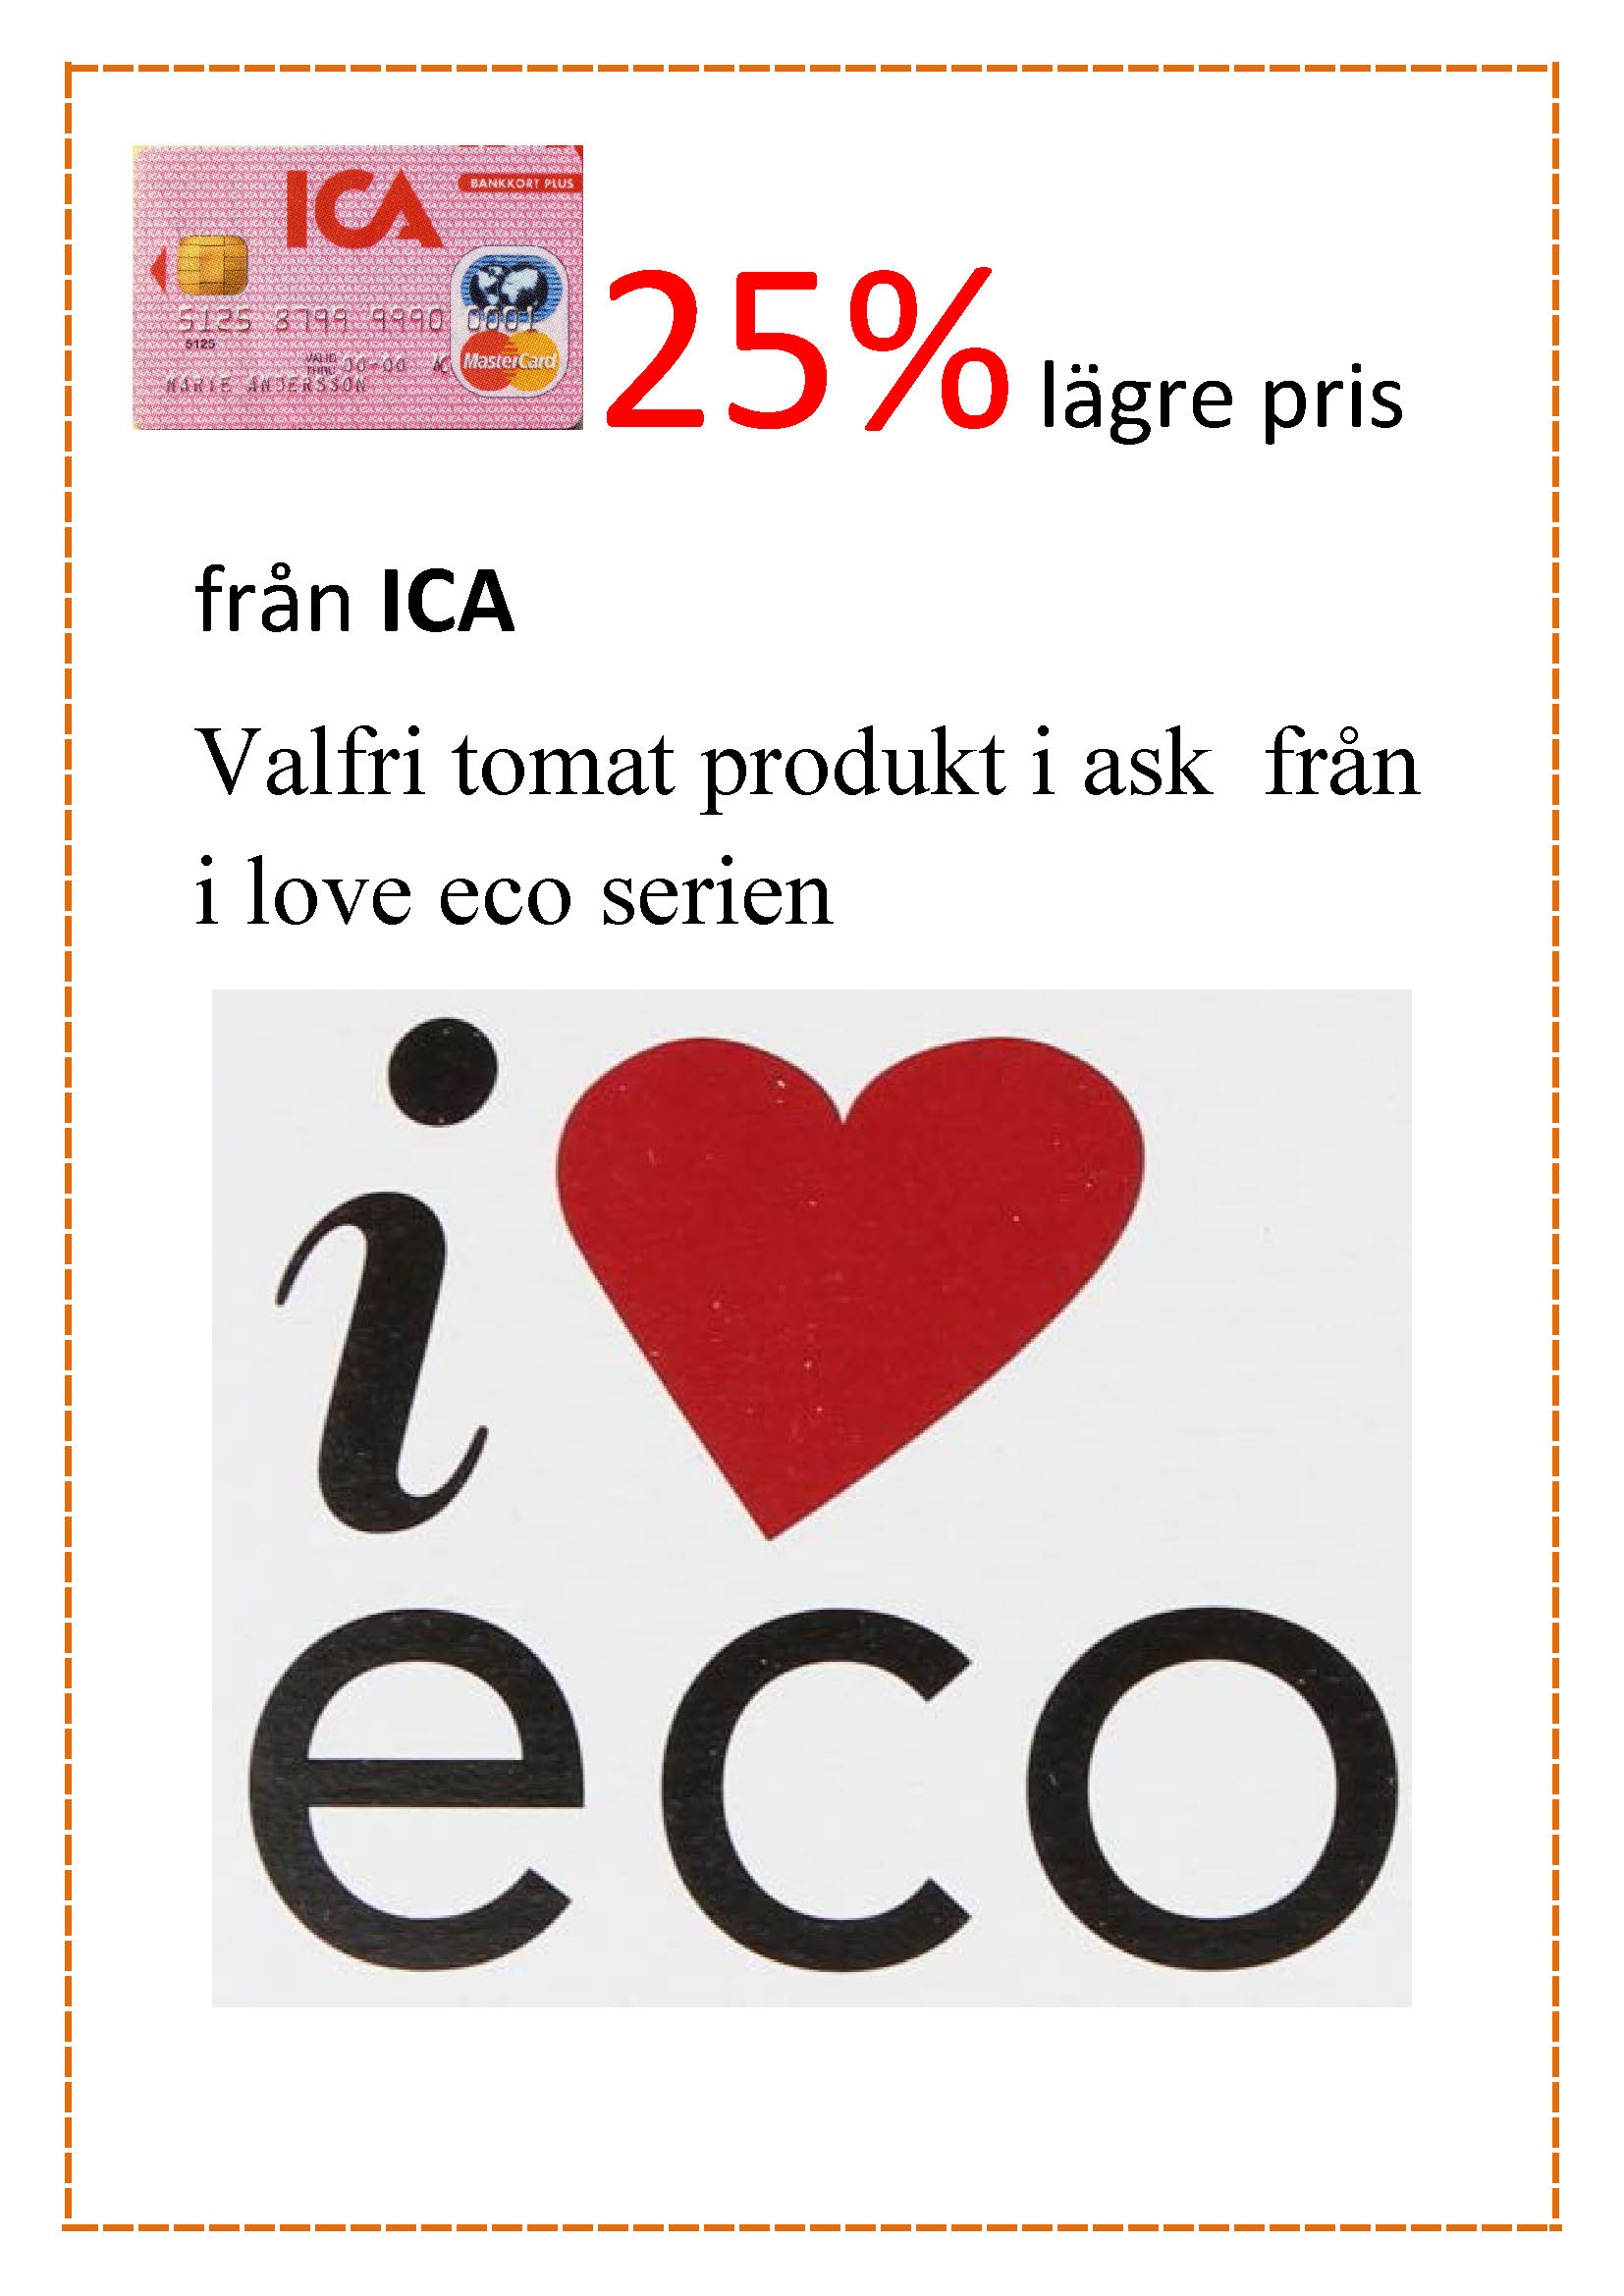 ICA
BANKKORT PLUS
5125 8799 9990 0001
5125
VALID THRU 00-00
MARIE ANDERSSON
MasterCard
25% lägre pris
från ICA
Valfri tomat produkt i ask  från
i love eco serien
i
eco